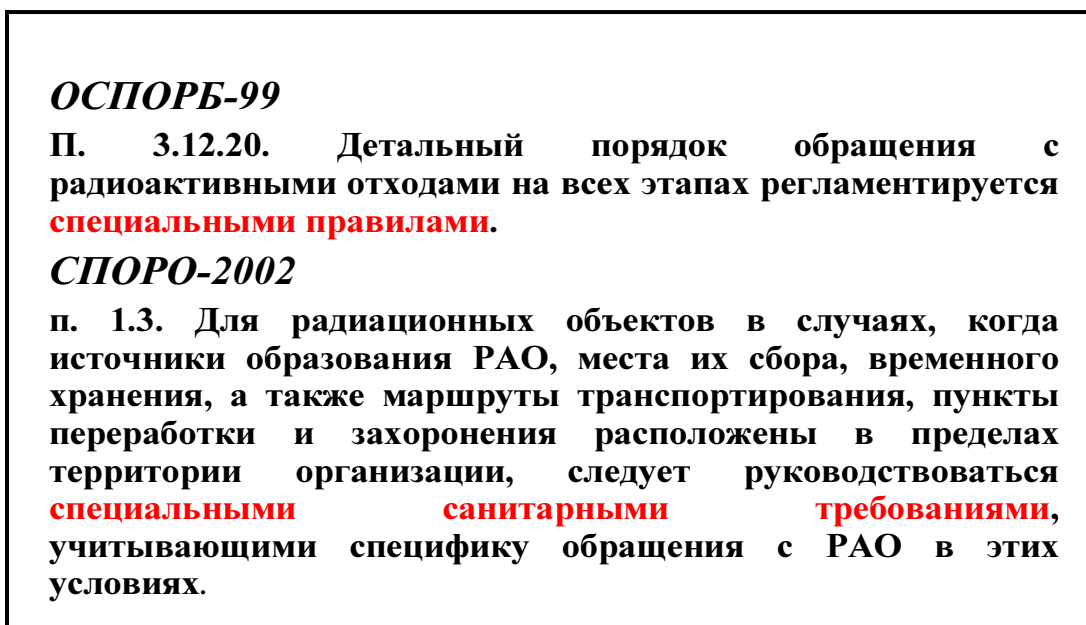 ОСПОРБ-99
П. 3.12.20. Детальный порядок обращения с
радиоактивными отходами на всех этапах регламентируется
специальными правилами.
СПОРО-2002
п. 1.3. Для радиационных объектов в случаях, когда
источники образования РАО, места их сбора, временного
хранения, а также маршруты транспортирования, пункты
переработки и захоронения расположены в пределах
территории организации, следует руководствоваться
специальными санитарными требованиями,
учитывающими специфику обращения с РАО в этих
условиях.